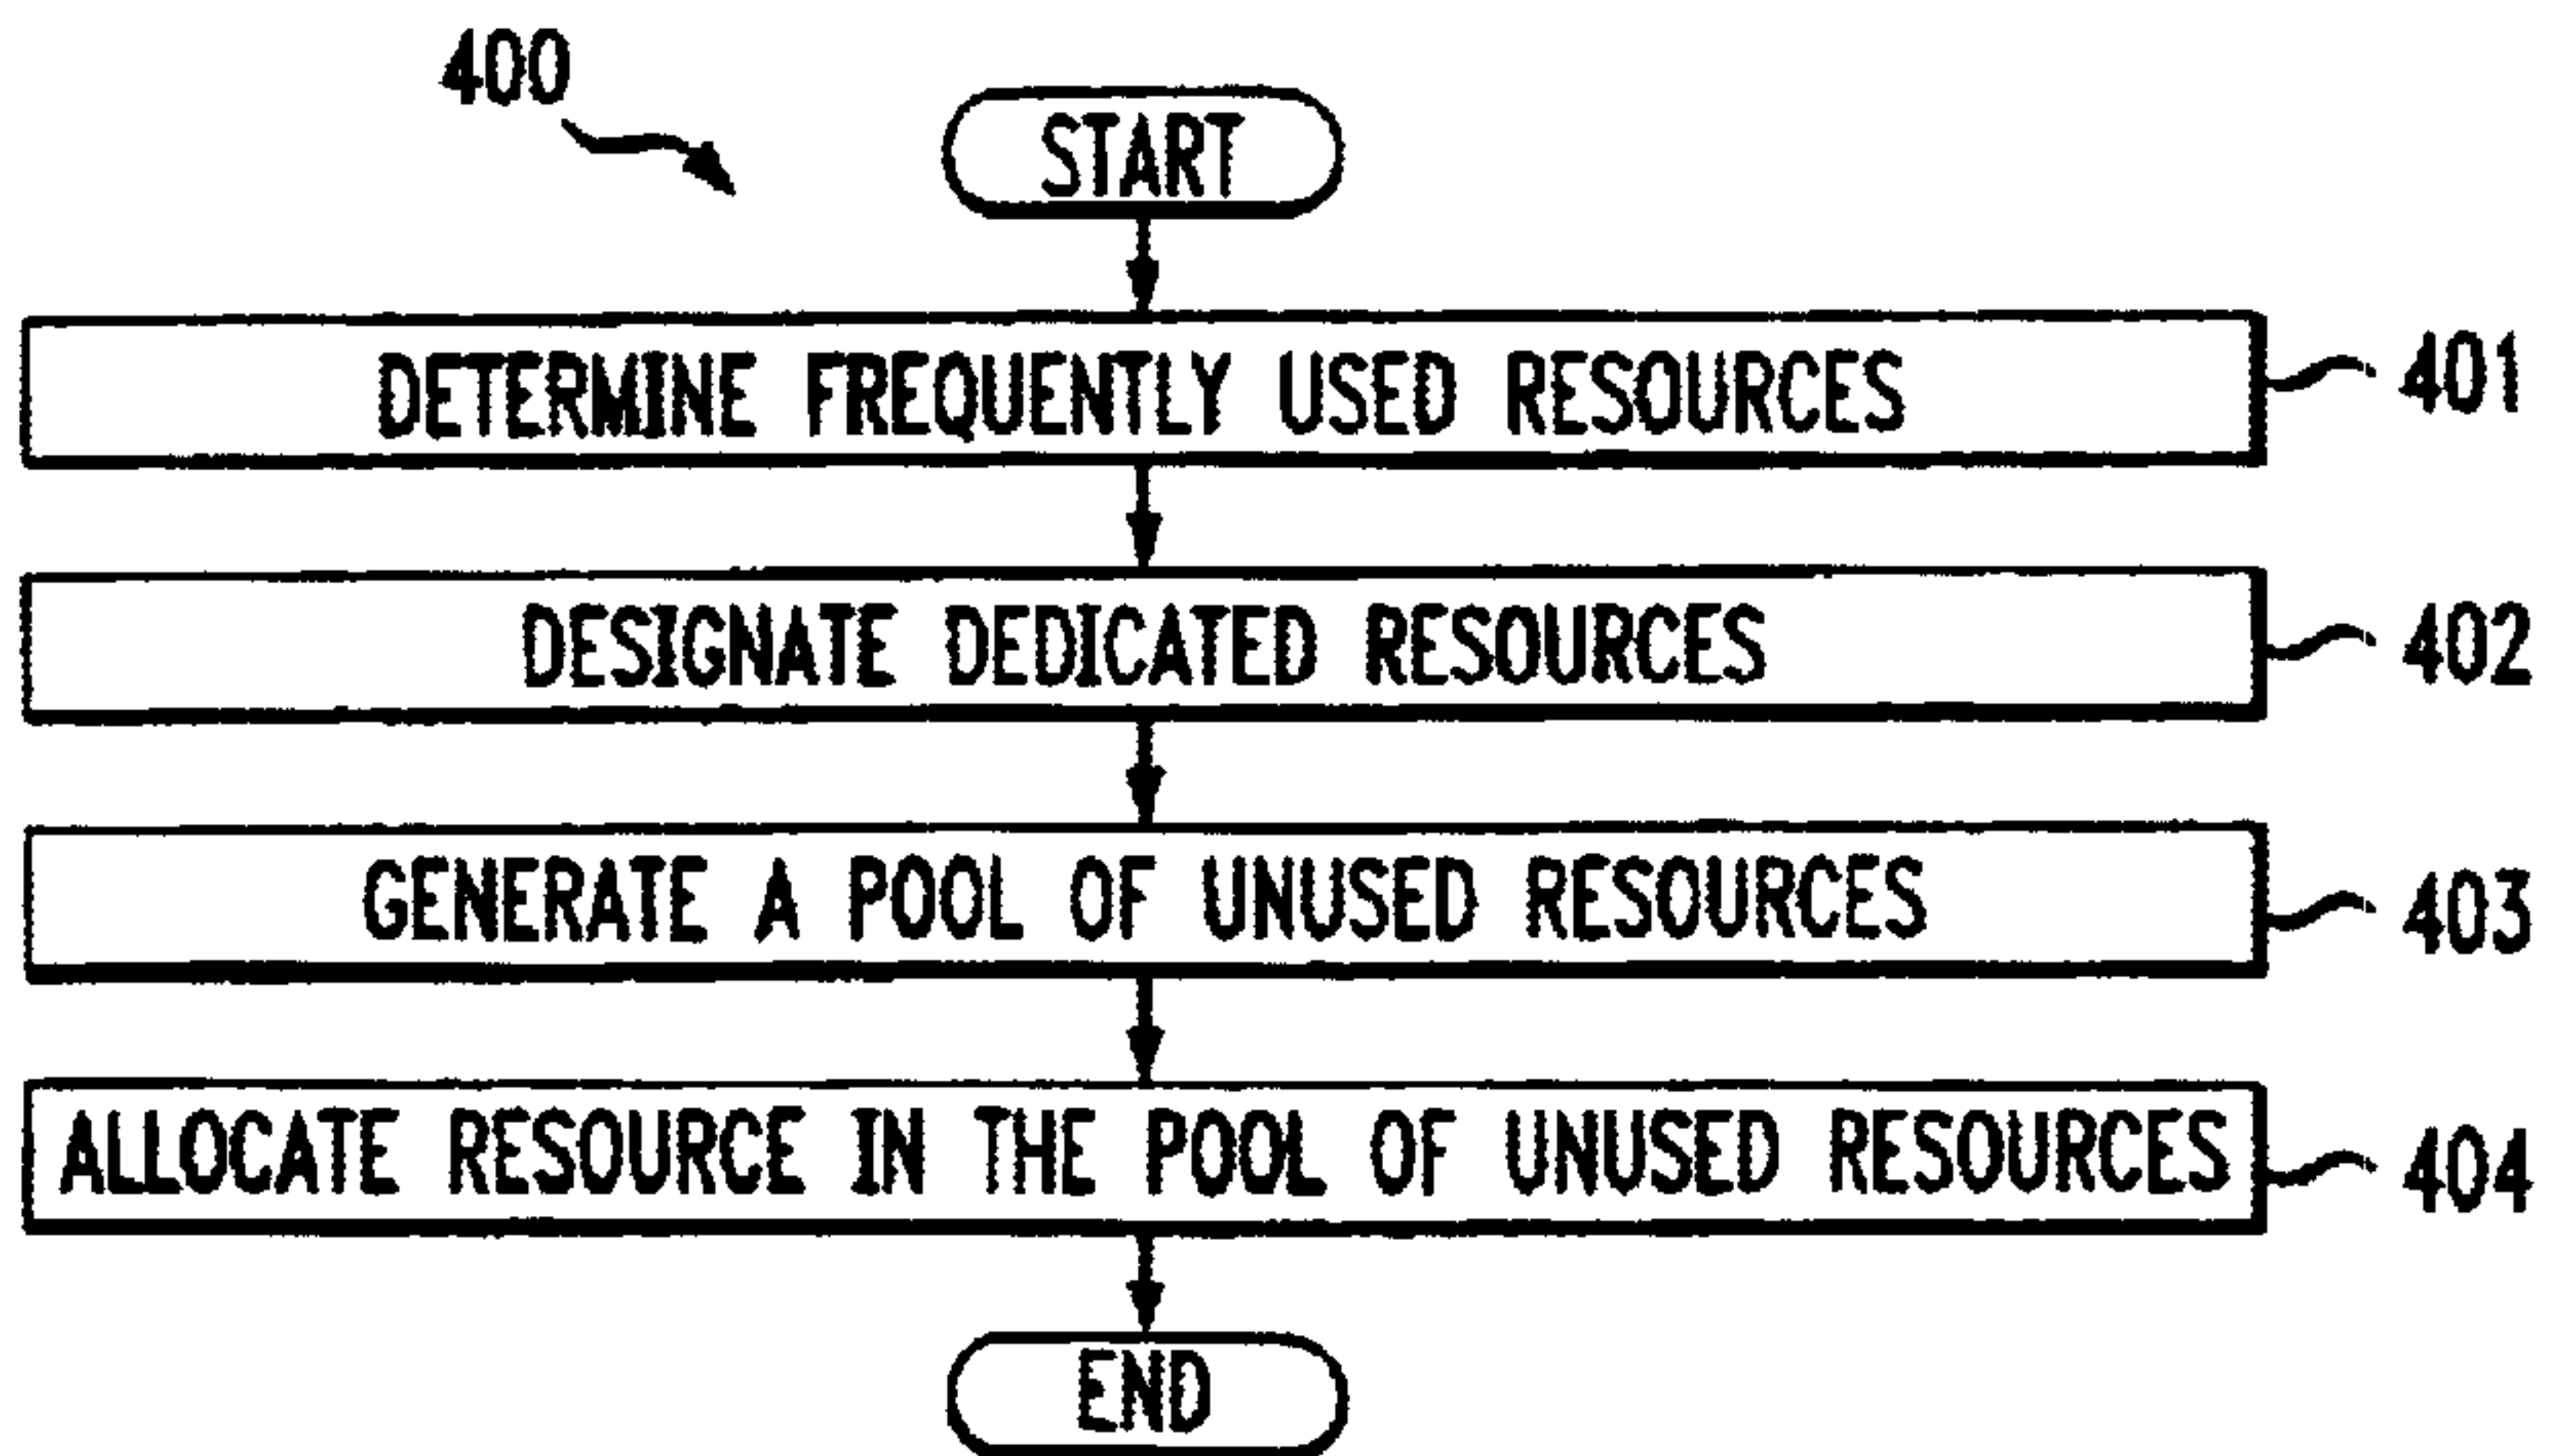 400
START
DETERMINE FREQUENTLY USED RESOURCES
401
DESIGNATE DEDICATED RESOURCES
402
GENERATE A POOL OF UNUSED RESOURCES
403
ALLOCATE RESOURCE IN THE POOL OF UNUSED RESOURCES
404
END